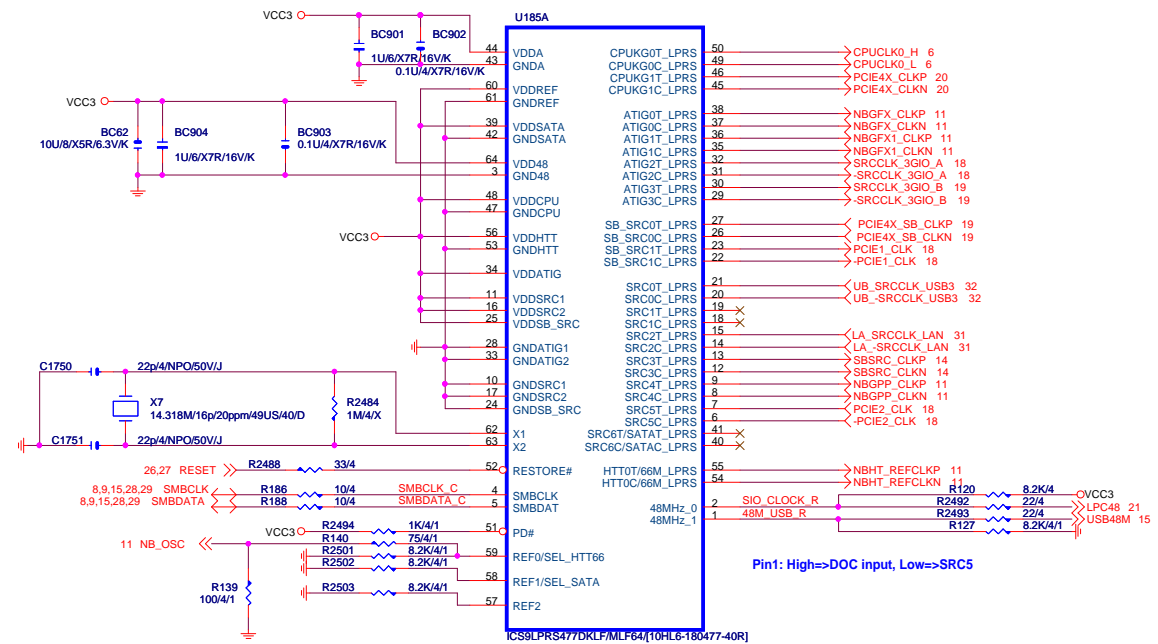 U185A
VCC3
BC901
1U/6/X7R/16V/K
BC902
0.1U/4/X7R/16V/K
VCC3
BC62
10U/8/X5R/6.3V/K
BC904
1U/6/X7R/16V/K
BC903
0.1U/4/X7R/16V/K
VCC3
44 VDDA
43 GNDA
60 VDDREF
61 GNDREF
39 VDDSATA
42 GNDSATA
64 VDD48
3 GND48
48 VDDCPU
47 GNDCPU
56 VDDHTT
53 GNDHTT
34 VDDATIG
11 VDDSRC1
16 VDDSRC2
25 VDDSB_SRC
28 GNDATIG1
33 GNDATIG2
10 GNDSRC1
17 GNDSRC2
24 GNDSB_SRC
62 X1
63 X2
52 RESTORE#
4 SMBCLK
5 SMBDAT
51 PD#
59 REF0/SEL_HTT66
58 REF1/SEL_SATA
57 REF2
C1750 22p/4/NPO/50V/J
X7
14.318M/16p/20ppm/49US/40/D
R2484
1M/4/X
C1751 22p/4/NPO/50V/J
26,27 RESET R2488 33/4
8,9,15,28,29 SMBCLK R186 10/4 SMBCLK_C
8,9,15,28,29 SMBDATA R188 10/4 SMBDATA_C
VCC3 R2494 1K/4/1
11 NB_OSC R140 75/4/1
R2501 8.2K/4/1
R2502 8.2K/4/1
R2503 8.2K/4/1
R139
100/4/1
CPUKG0T_LPRS 50 CPUCLK0_H 6
CPUKG0C_LPRS 49 CPUCLK0_L 6
CPUKG1T_LPRS 46 PCIE4X_CLKP 20
CPUKG1C_LPRS 45 PCIE4X_CLKN 20
ATIG0T_LPRS 38 NBGFX_CLKP 11
ATIG0C_LPRS 37 NBGFX_CLKN 11
ATIG1T_LPRS 36 NBGFX1_CLKP 11
ATIG1C_LPRS 35 NBGFX1_CLKN 11
ATIG2T_LPRS 32 SRCCLK_3GIO_A 18
ATIG2C_LPRS 31 -SRCCLK_3GIO_A 18
ATIG3T_LPRS 30 SRCCLK_3GIO_B 19
ATIG3C_LPRS 29 -SRCCLK_3GIO_B 19
SB_SRC0T_LPRS 27 PCIE4X_SB_CLKP 19
SB_SRC0C_LPRS 26 PCIE4X_SB_CLKN 19
SB_SRC1T_LPRS 23 PCIE1_CLK 18
SB_SRC1C_LPRS 22 -PCIE1_CLK 18
SRC0T_LPRS 21 UB_SRCCLK_USB3 32
SRC0C_LPRS 20 UB_-SRCCLK_USB3 32
SRC1T_LPRS 19
SRC1C_LPRS 18
SRC2T_LPRS 15 LA_SRCCLK_LAN 31
SRC2C_LPRS 14 LA_-SRCCLK_LAN 31
SRC3T_LPRS 13 SBSRC_CLKP 14
SRC3C_LPRS 12 SBSRC_CLKN 14
SRC4T_LPRS 9 NBGPP_CLKP 11
SRC4C_LPRS 8 NBGPP_CLKN 11
SRC5T_LPRS 7 PCIE2_CLK 18
SRC5C_LPRS 6 -PCIE2_CLK 18
SRC6T/SATAT_LPRS 41
SRC6C/SATAC_LPRS 40
HTT0T/66M_LPRS 55 NBHT_REFCLKP 11
HTT0C/66M_LPRS 54 NBHT_REFCLKN 11
R120 8.2K/4 VCC3
48MHz_0 2 SIO_CLOCK_R R2492 22/4 LPC48 21
48MHz_1 1 48M_USB_R R2493 22/4 USB48M 15
R127 8.2K/4/1
Pin1: High=>DOC input, Low=>SRC5
ICS9LPRS477DKLF/MLF64/[10HL6-180477-40R]